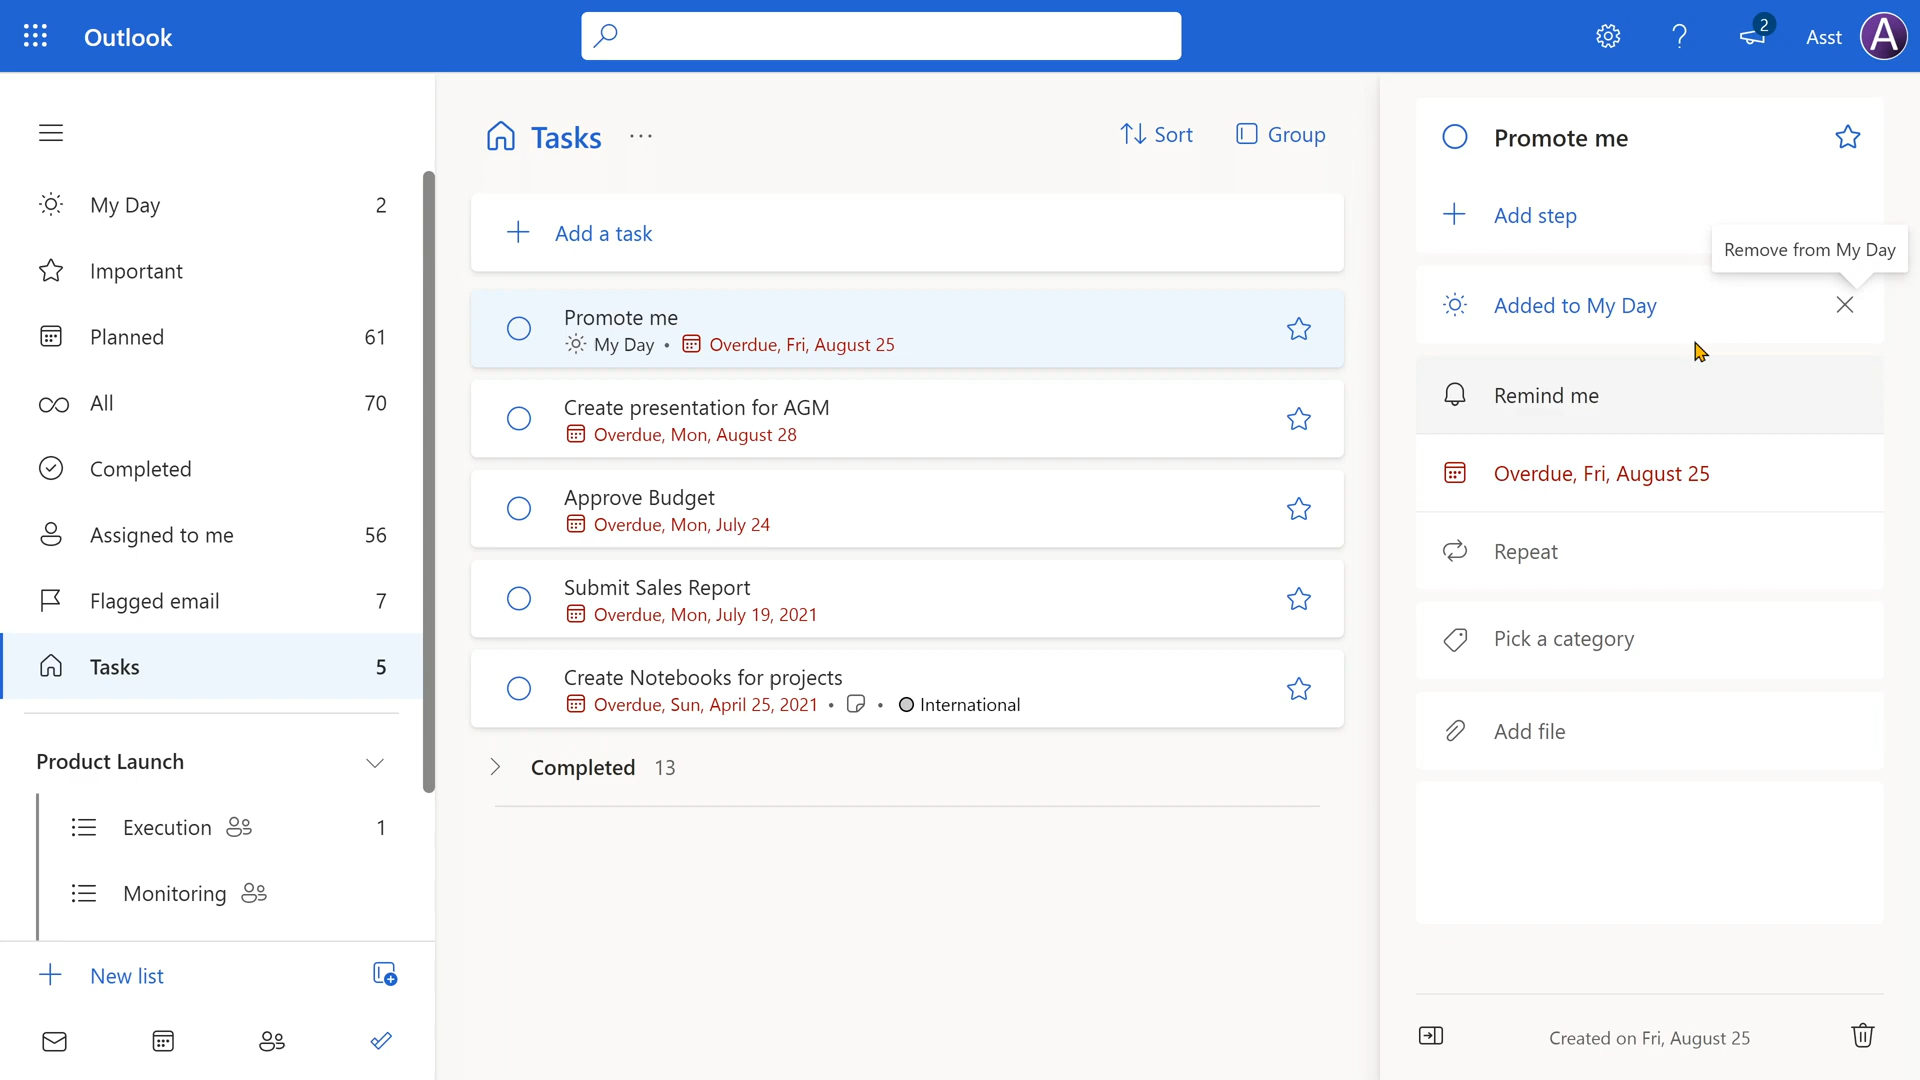 Outlook
2
Asst
A
My Day 2
Important
Planned 61
All 70
Completed
Assigned to me 56
Flagged email 7
Tasks 5
Product Launch
Execution 1
Monitoring
New list
Tasks ...
Sort
Group
Add a task
Promote me
My Day • Overdue, Fri, August 25
Create presentation for AGM
Overdue, Mon, August 28
Approve Budget
Overdue, Mon, July 24
Submit Sales Report
Overdue, Mon, July 19, 2021
Create Notebooks for projects
Overdue, Sun, April 25, 2021 • • International
Completed 13
Promote me
Add step
Remove from My Day
Added to My Day
Remind me
Overdue, Fri, August 25
Repeat
Pick a category
Add file
Created on Fri, August 25